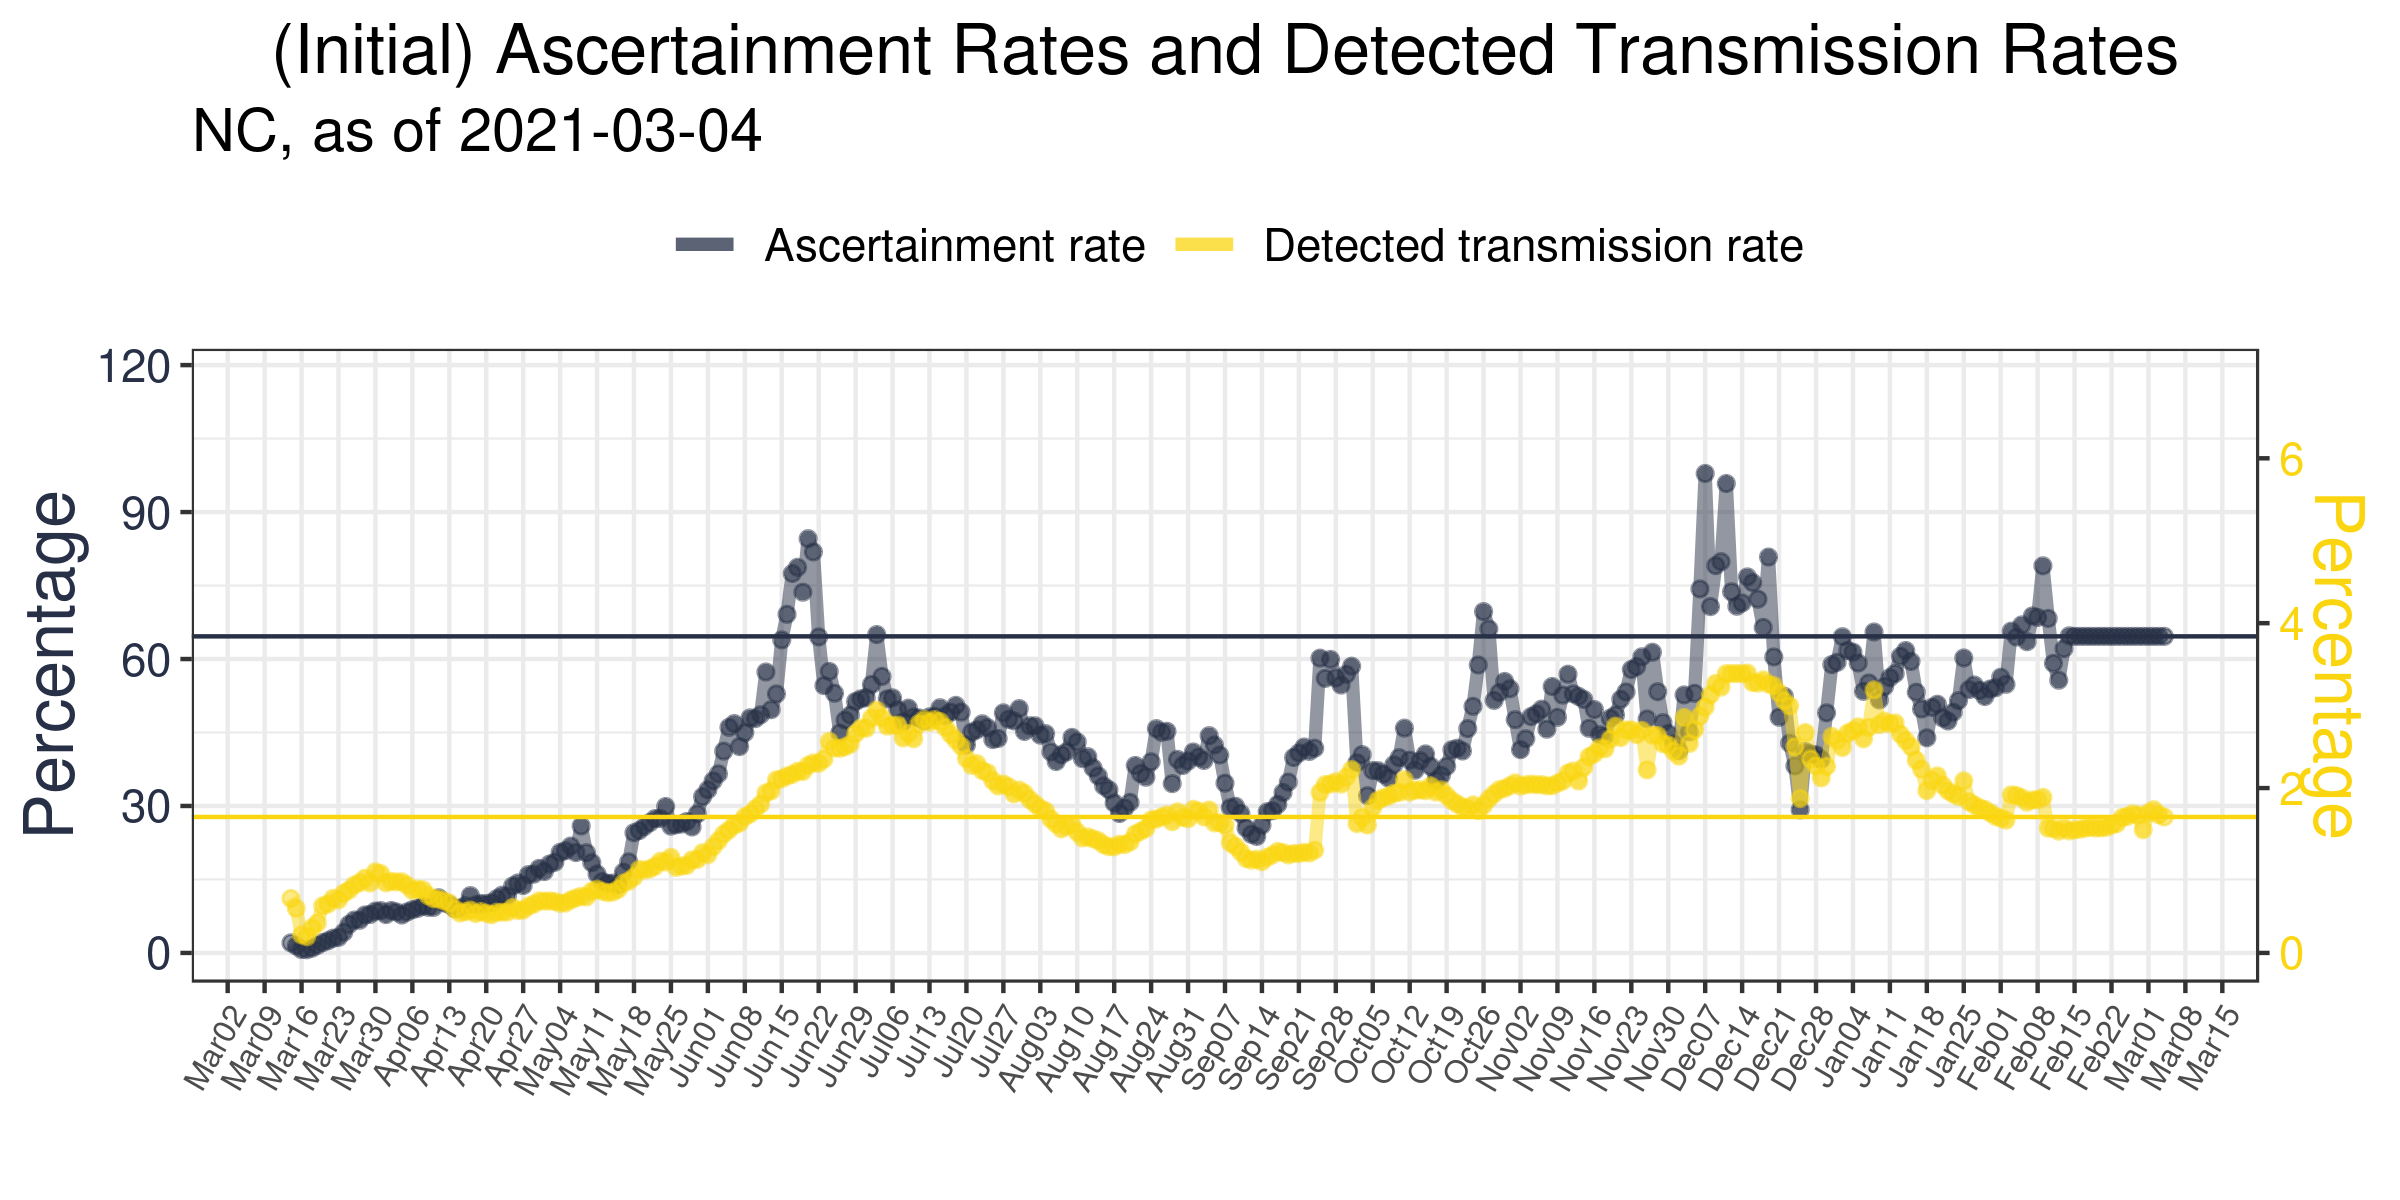 (Initial) Ascertainment Rates and Detected Transmission Rates
NC, as of 2021-03-04
Ascertainment rate
Detected transmission rate
Percentage
120
90
60
30
0
6
4
2
0
Percentage
Mar02
Mar09
Mar16
Mar23
Mar30
Apr06
Apr13
Apr20
Apr27
May04
May11
May18
May25
Jun01
Jun08
Jun15
Jun22
Jun29
Jul06
Jul13
Jul20
Jul27
Aug03
Aug10
Aug17
Aug24
Aug31
Sep07
Sep14
Sep21
Sep28
Oct05
Oct12
Oct19
Oct26
Nov02
Nov09
Nov16
Nov23
Nov30
Dec07
Dec14
Dec21
Dec28
Jan04
Jan11
Jan18
Jan25
Feb01
Feb08
Feb15
Feb22
Mar01
Mar08
Mar15